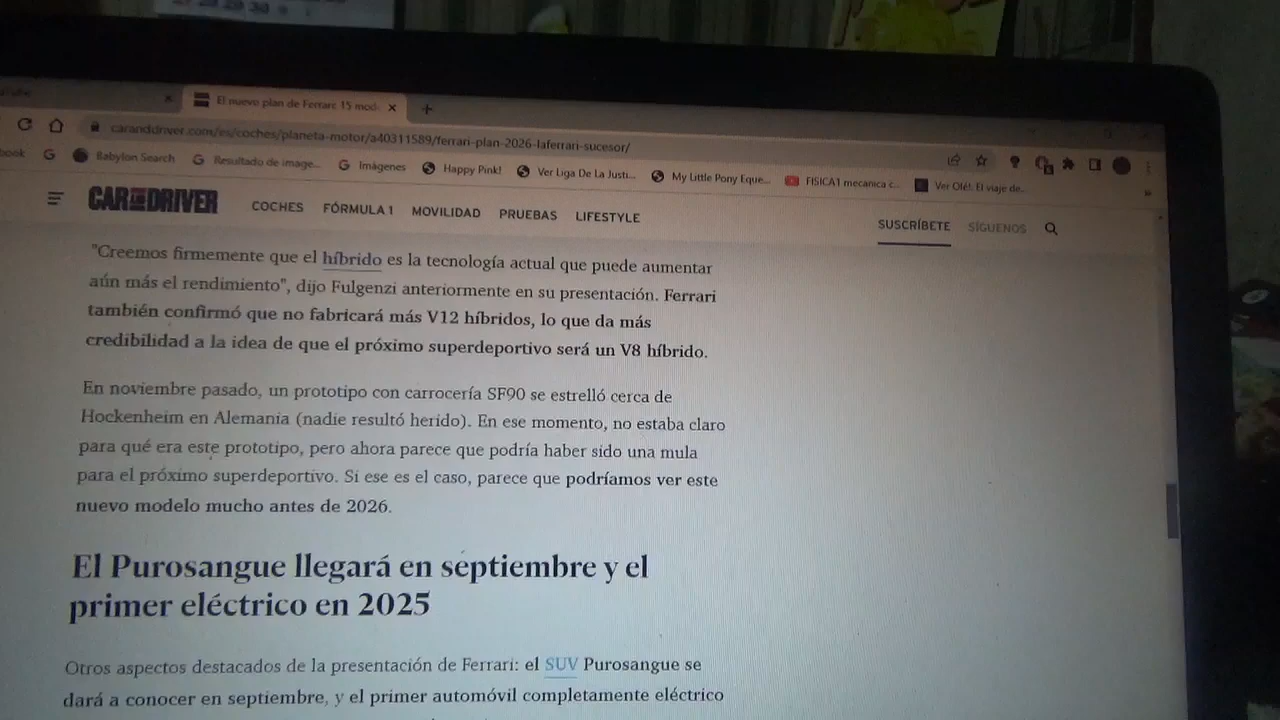 27 28 29 30
El nuevo plan de Ferrari: 15 mod
caranddriver.com/es/coches/planeta-motor/a40311589/ferrari-plan-2026-laferrari-sucesor/
book
Babylon Search
Resultado de image...
Imágenes
Happy Pink!
Ver Liga De La Justi...
My Little Pony Eque...
FISICA1 mecanica c...
Ver Olé!: El viaje de...
CAR AND DRIVER
COCHES
FÓRMULA 1
MOVILIDAD
PRUEBAS
LIFESTYLE
SUSCRÍBETE
SÍGUENOS
"Creemos firmemente que el híbrido es la tecnología actual que puede aumentar
aún más el rendimiento", dijo Fulgenzi anteriormente en su presentación. Ferrari
también confirmó que no fabricará más V12 híbridos, lo que da más
credibilidad a la idea de que el próximo superdeportivo será un V8 híbrido.
En noviembre pasado, un prototipo con carrocería SF90 se estrelló cerca de
Hockenheim en Alemania (nadie resultó herido). En ese momento, no estaba claro
para qué era este prototipo, pero ahora parece que podría haber sido una mula
para el próximo superdeportivo. Si ese es el caso, parece que podríamos ver este
nuevo modelo mucho antes de 2026.
El Purosangue llegará en septiembre y el
primer eléctrico en 2025
Otros aspectos destacados de la presentación de Ferrari: el SUV Purosangue se
dará a conocer en septiembre, y el primer automóvil completamente eléctrico